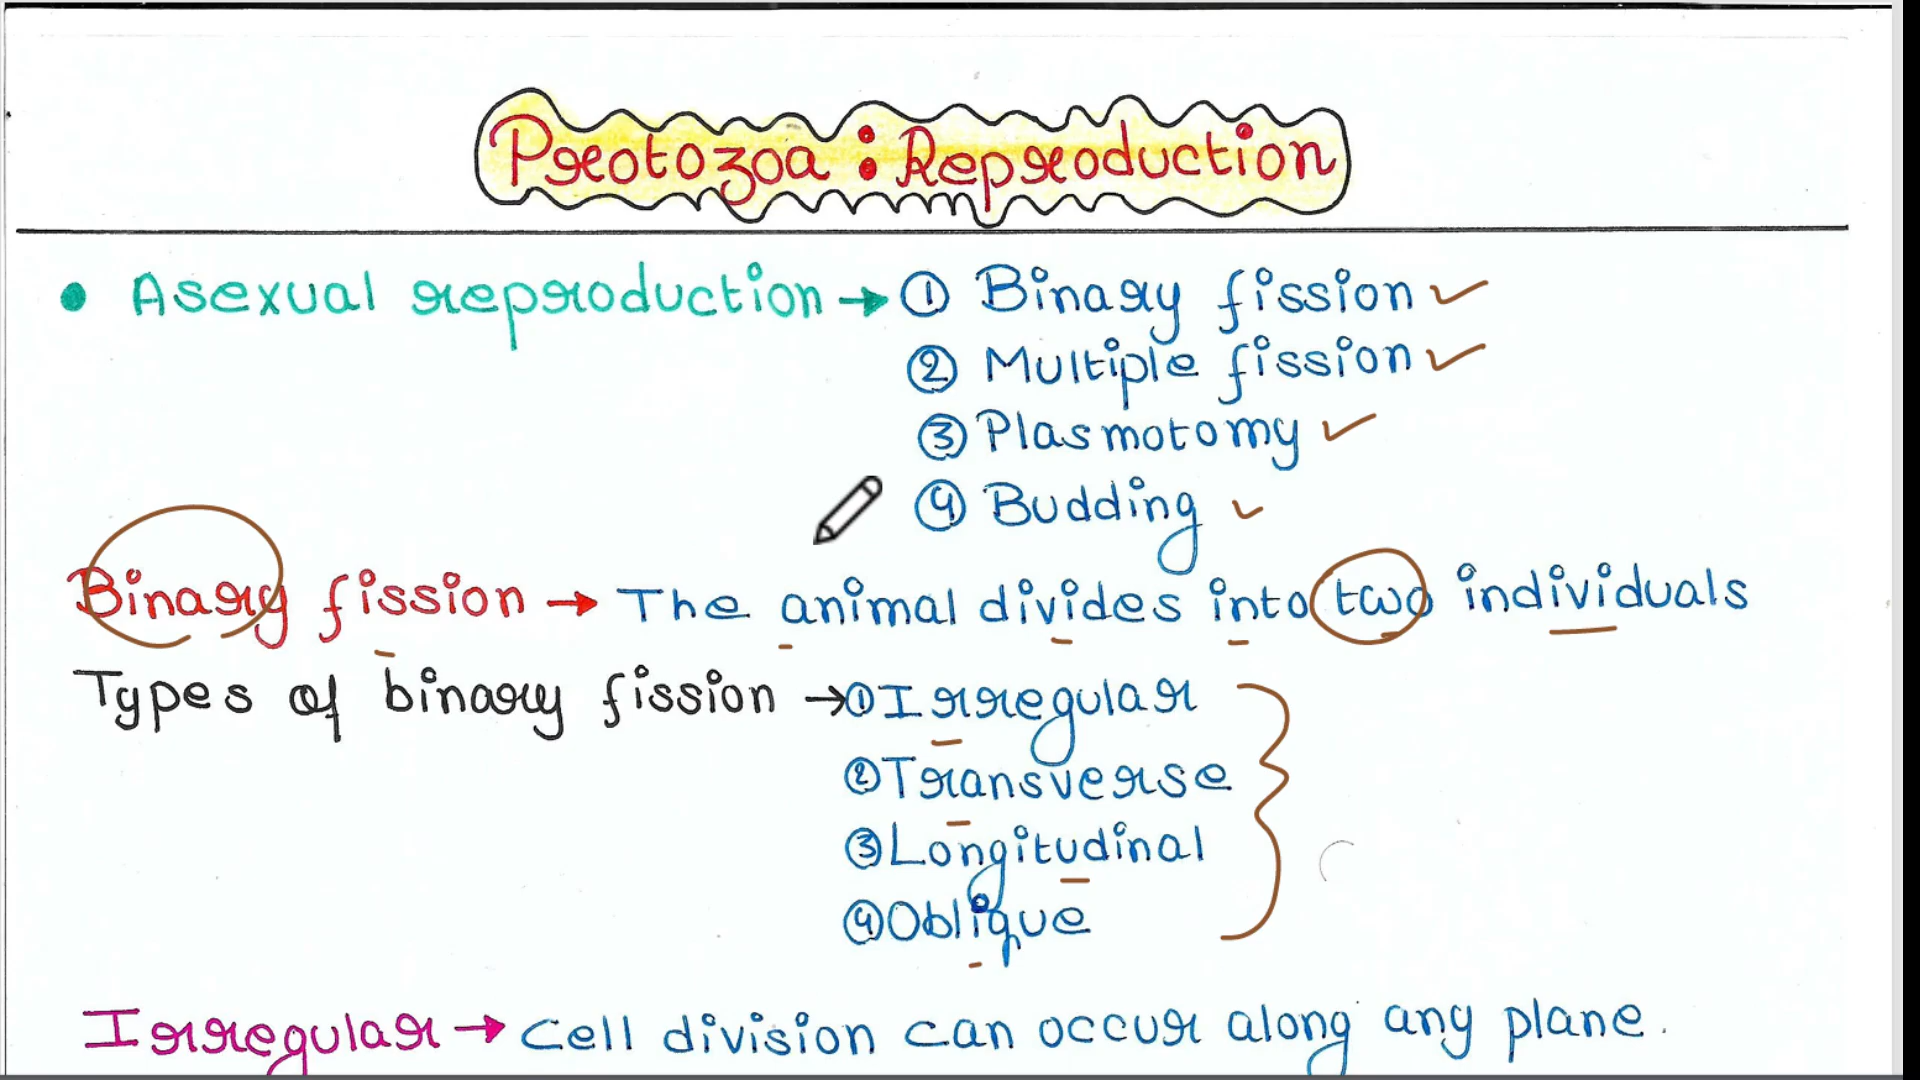 Protozoa : Reproduction
• Asexual reproduction → ① Binary fission ✓
② Multiple fission ✓
③ Plasmotomy ✓
④ Budding ✓
Binary fission → The animal divides into two individuals
Types of binary fission → ① Irregular
② Transverse
③ Longitudinal
④ Oblique
Irregular → Cell division can occur along any plane.